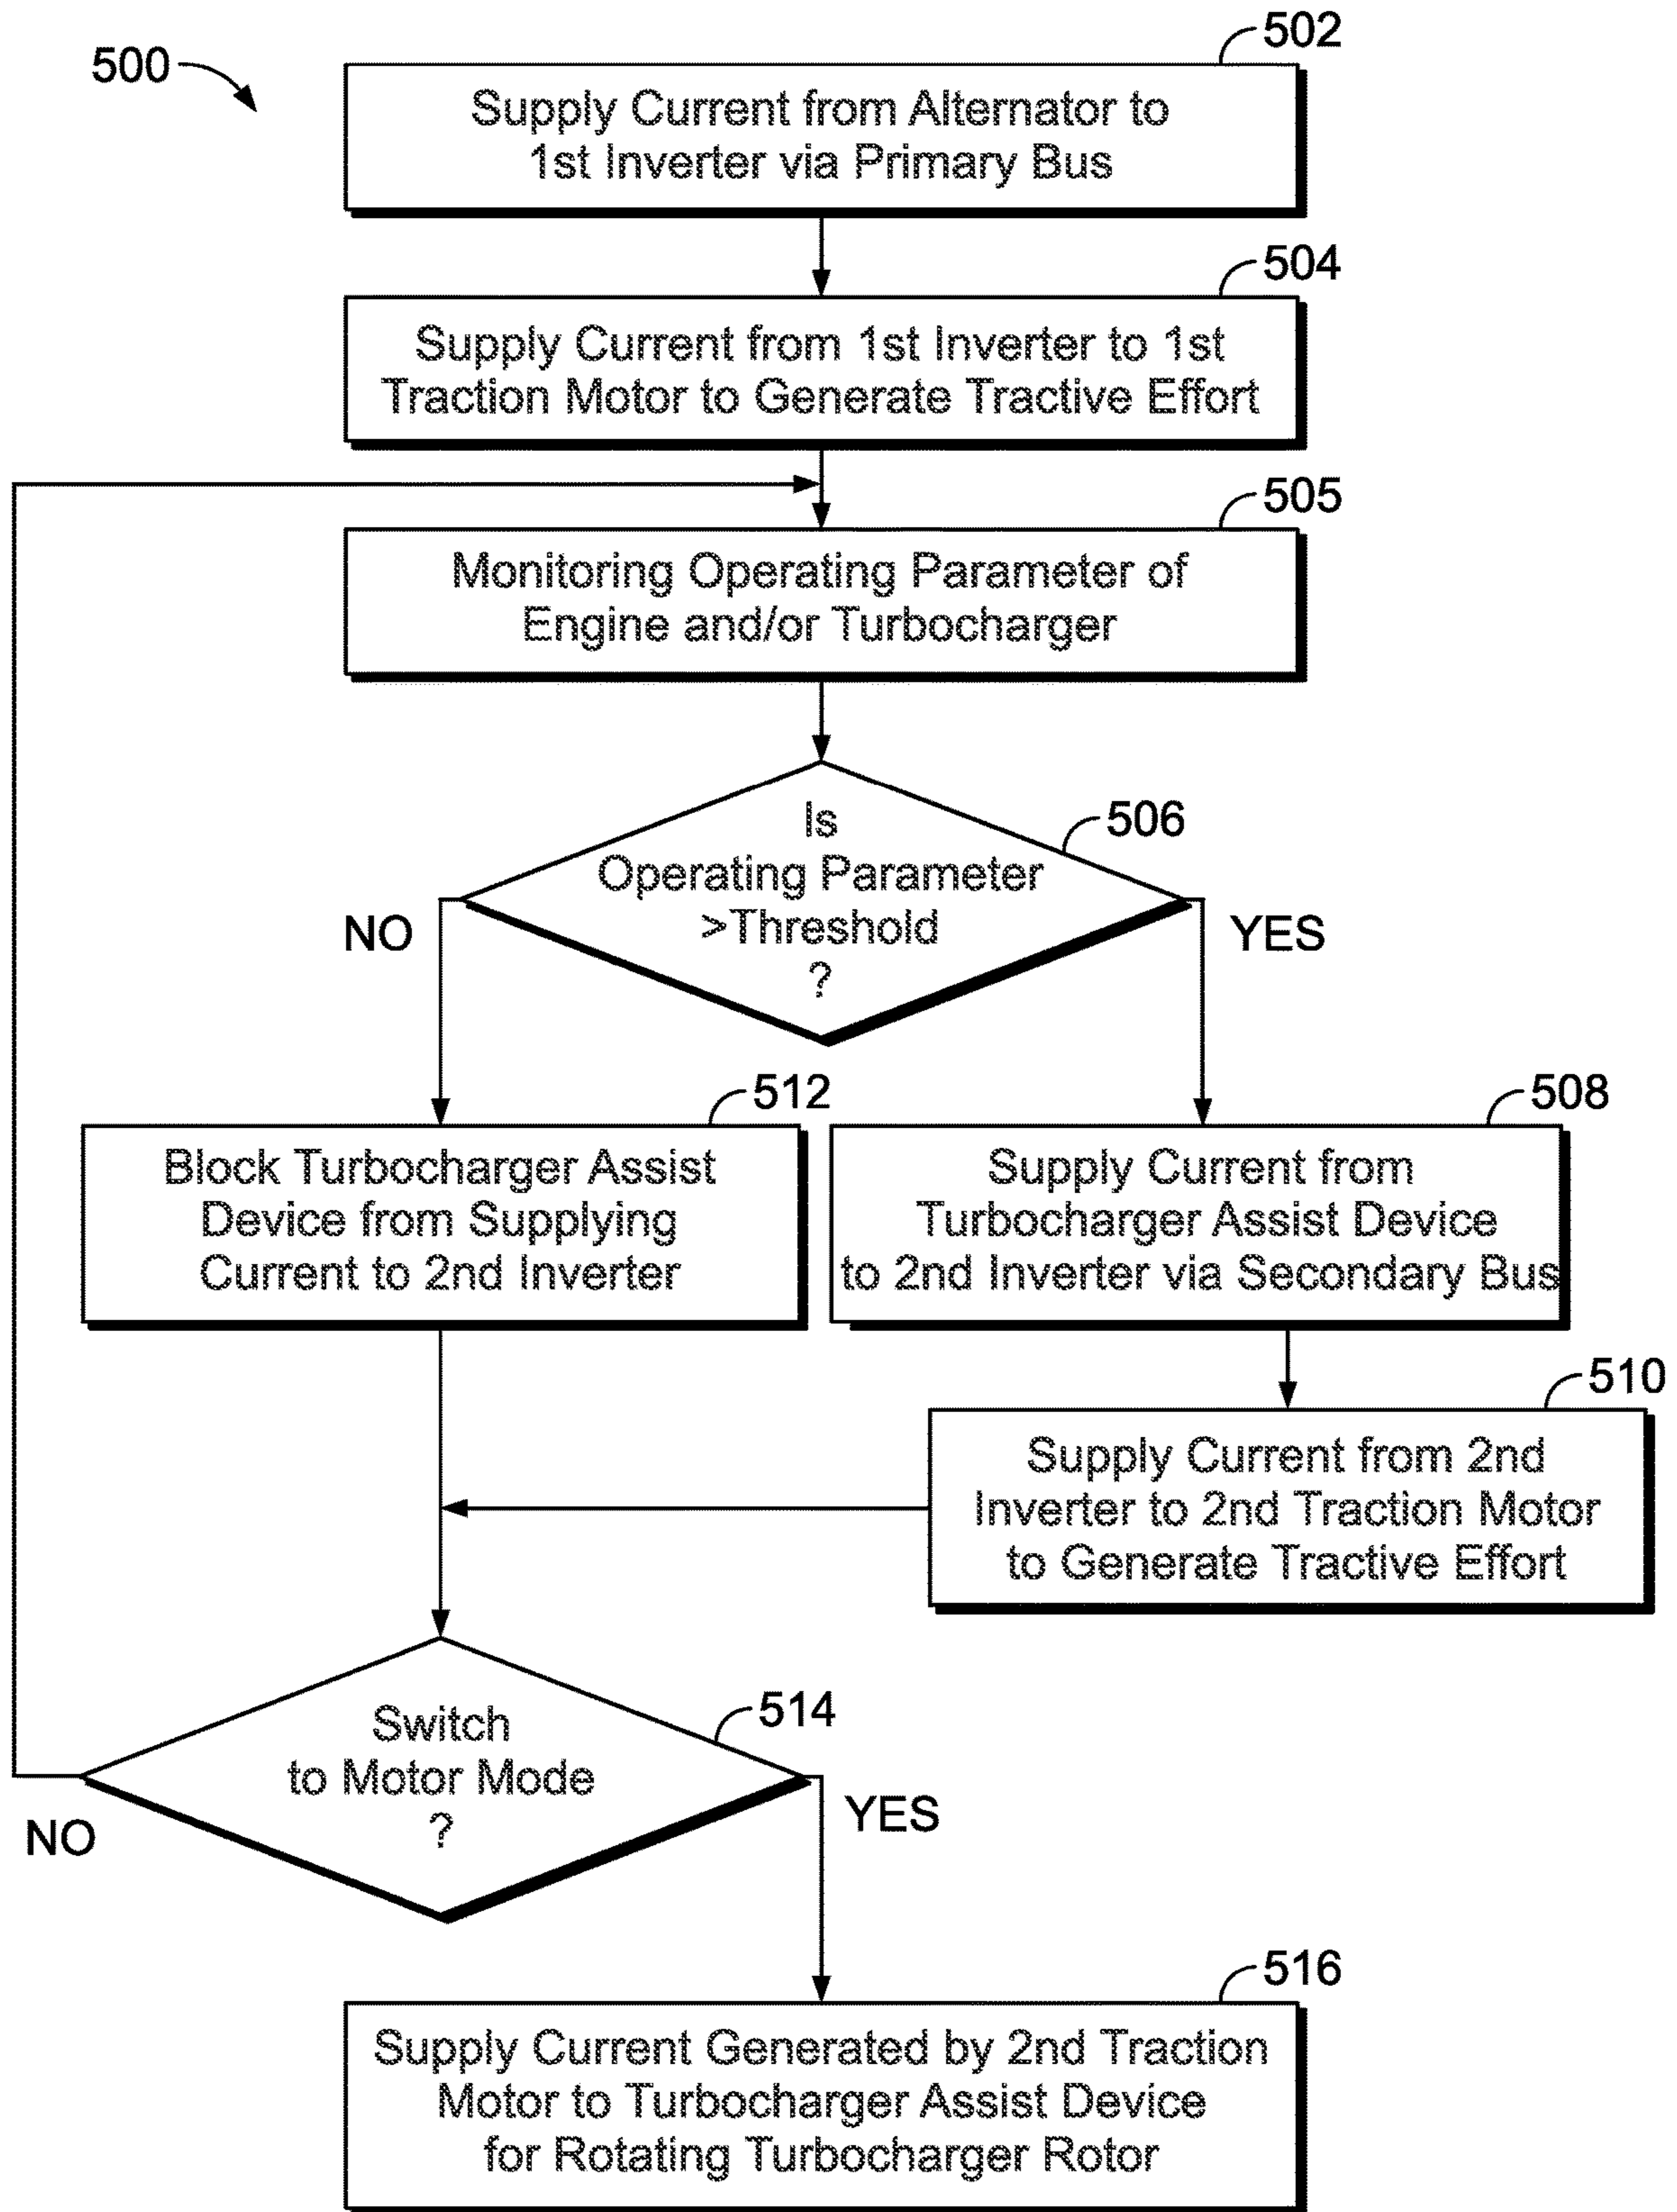 500
502
Supply Current from Alternator to
1st Inverter via Primary Bus
504
Supply Current from 1st Inverter to 1st
Traction Motor to Generate Tractive Effort
505
Monitoring Operating Parameter of
Engine and/or Turbocharger
506
Is
Operating Parameter
>Threshold
?
NO
YES
512
Block Turbocharger Assist
Device from Supplying
Current to 2nd Inverter
508
Supply Current from
Turbocharger Assist Device
to 2nd Inverter via Secondary Bus
510
Supply Current from 2nd
Inverter to 2nd Traction Motor
to Generate Tractive Effort
514
Switch
to Motor Mode
?
NO
YES
516
Supply Current Generated by 2nd Traction
Motor to Turbocharger Assist Device
for Rotating Turbocharger Rotor